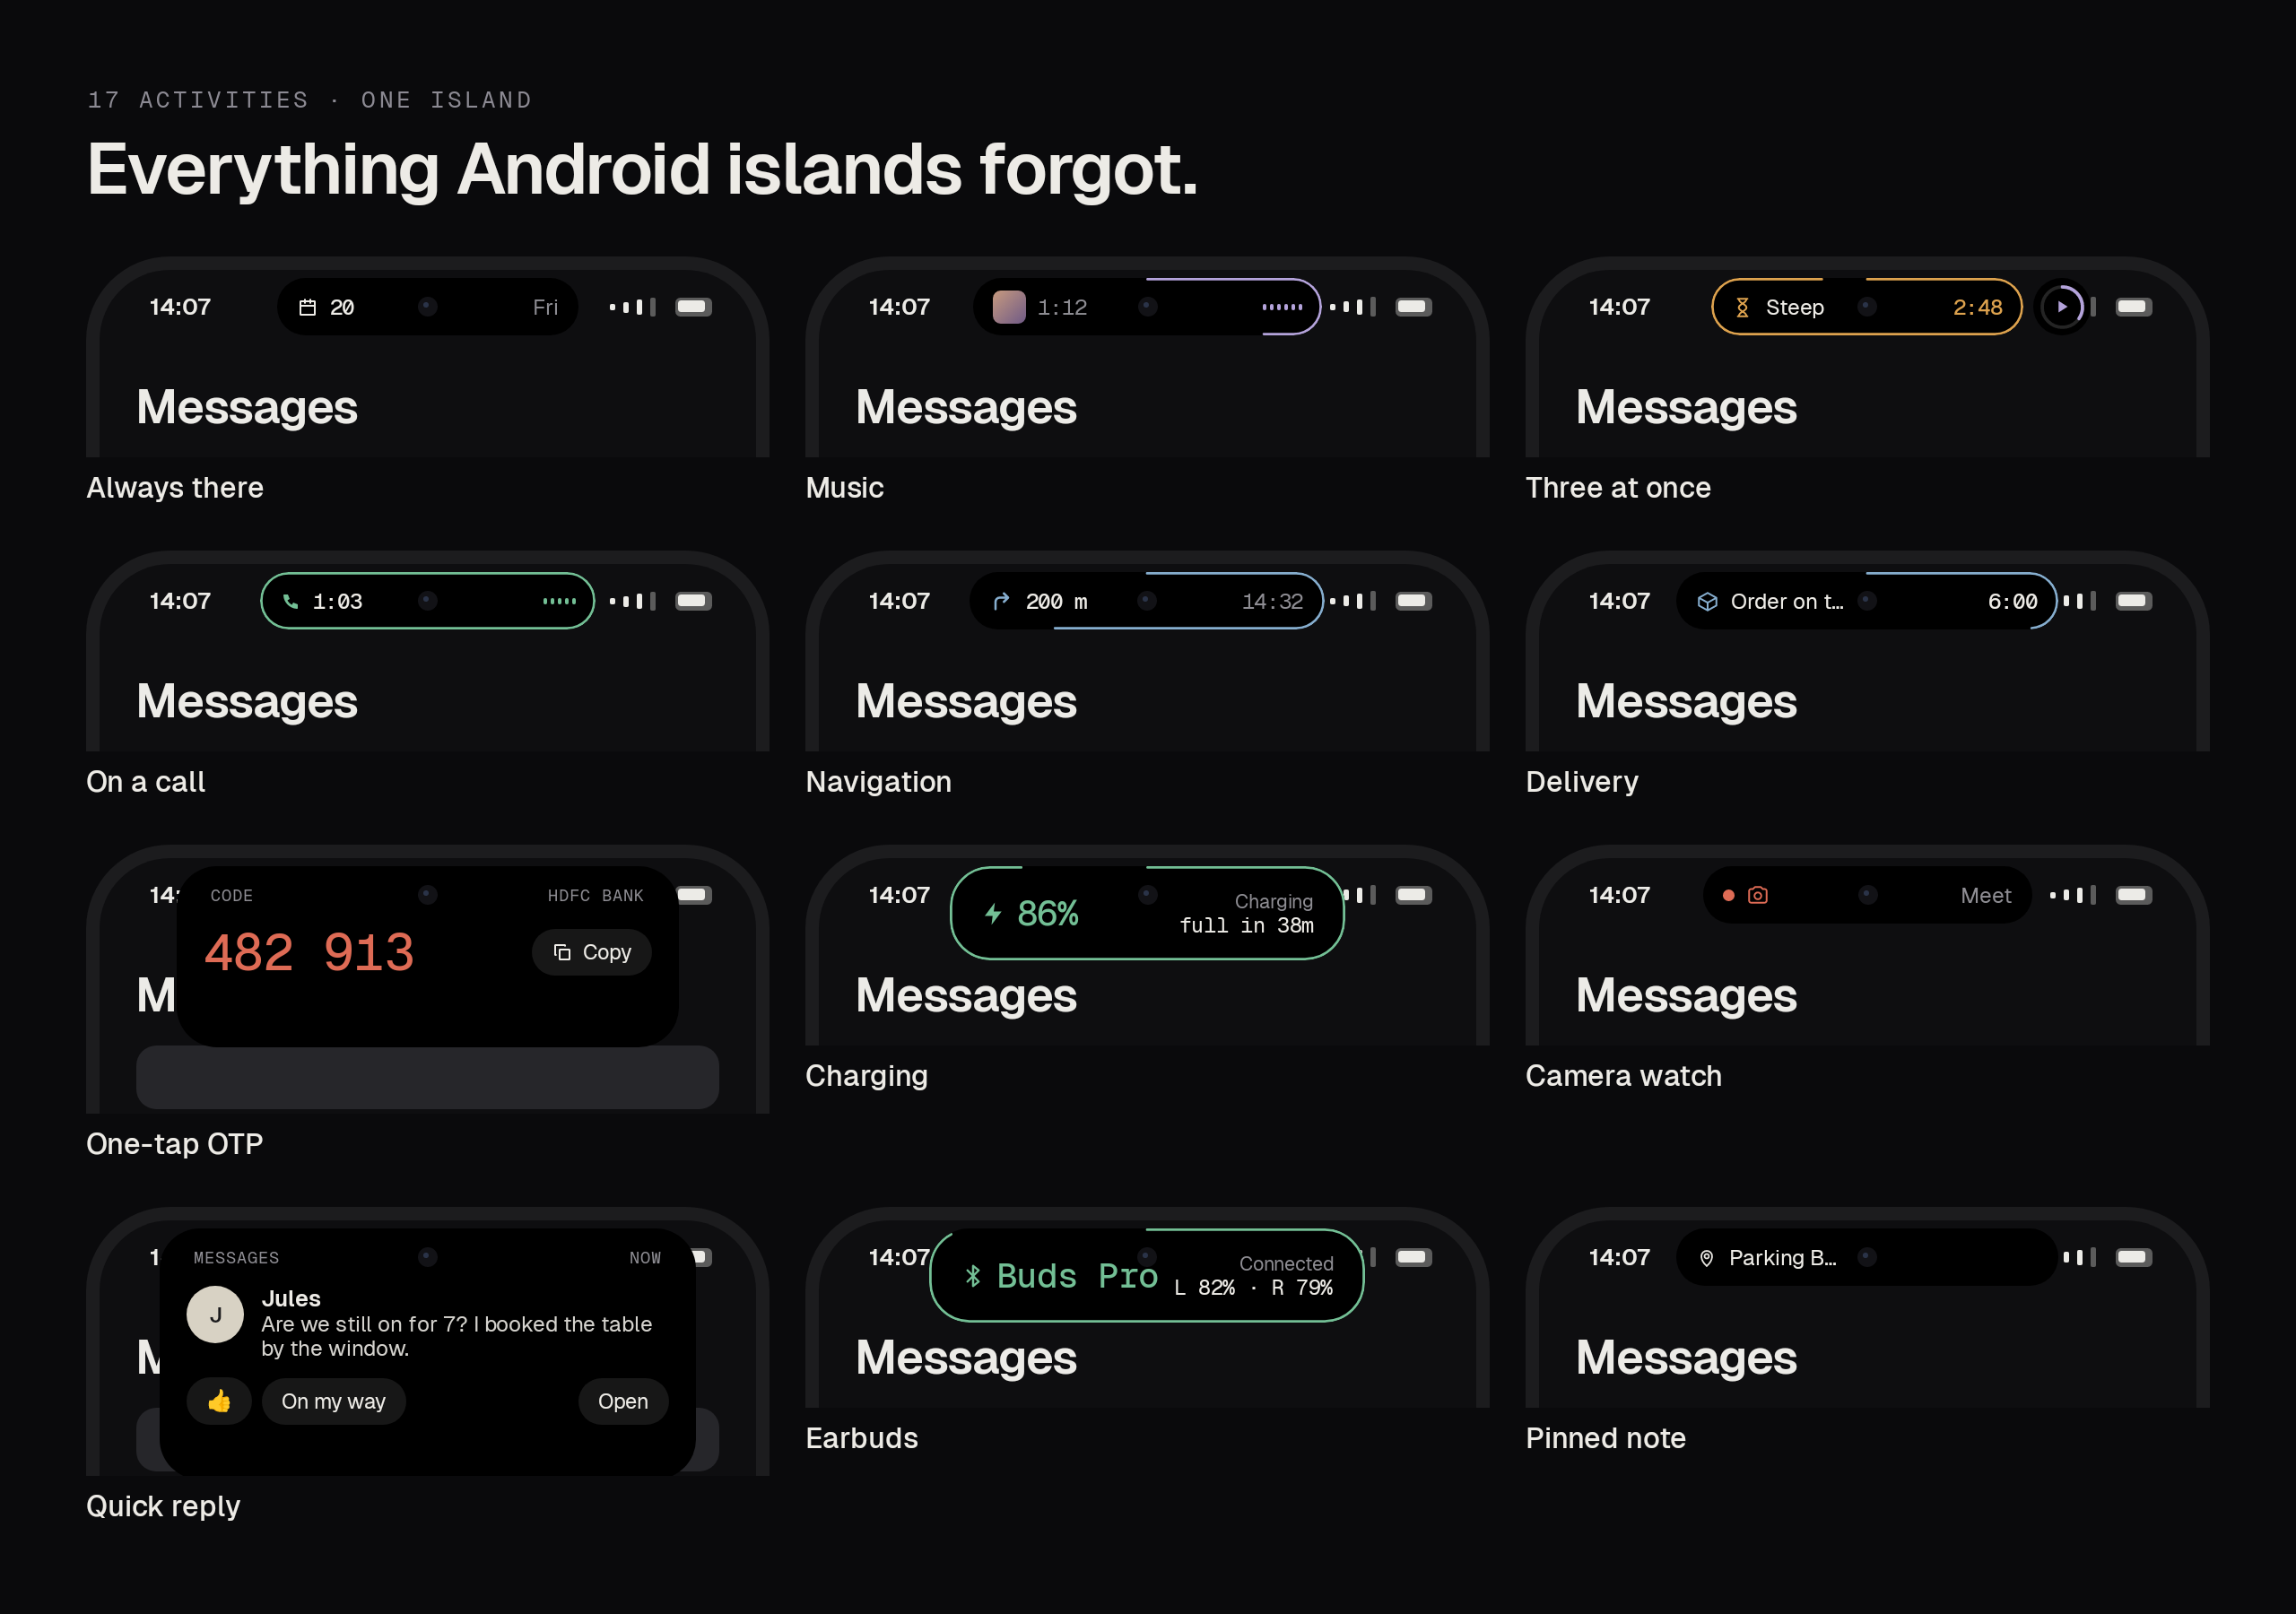 17 ACTIVITIES · ONE ISLAND
Everything Android islands forgot.
14:07 20 Fri
Messages
Always there
14:07 1:12
Messages
Music
14:07 Steep 2:48
Messages
Three at once
14:07 1:03
Messages
On a call
14:07 200 m 14:32
Messages
Navigation
14:07 Order on t… 6:00
Messages
Delivery
14: CODE HDFC BANK
482 913 Copy
M
One-tap OTP
14:07 86% Charging
full in 38m
Messages
Charging
14:07 Meet
Messages
Camera watch
1 MESSAGES NOW
J Jules
Are we still on for 7? I booked the table
by the window.
M
👍 On my way Open
Quick reply
14:07 Buds Pro Connected
L 82% · R 79%
Messages
Earbuds
14:07 Parking B…
Messages
Pinned note